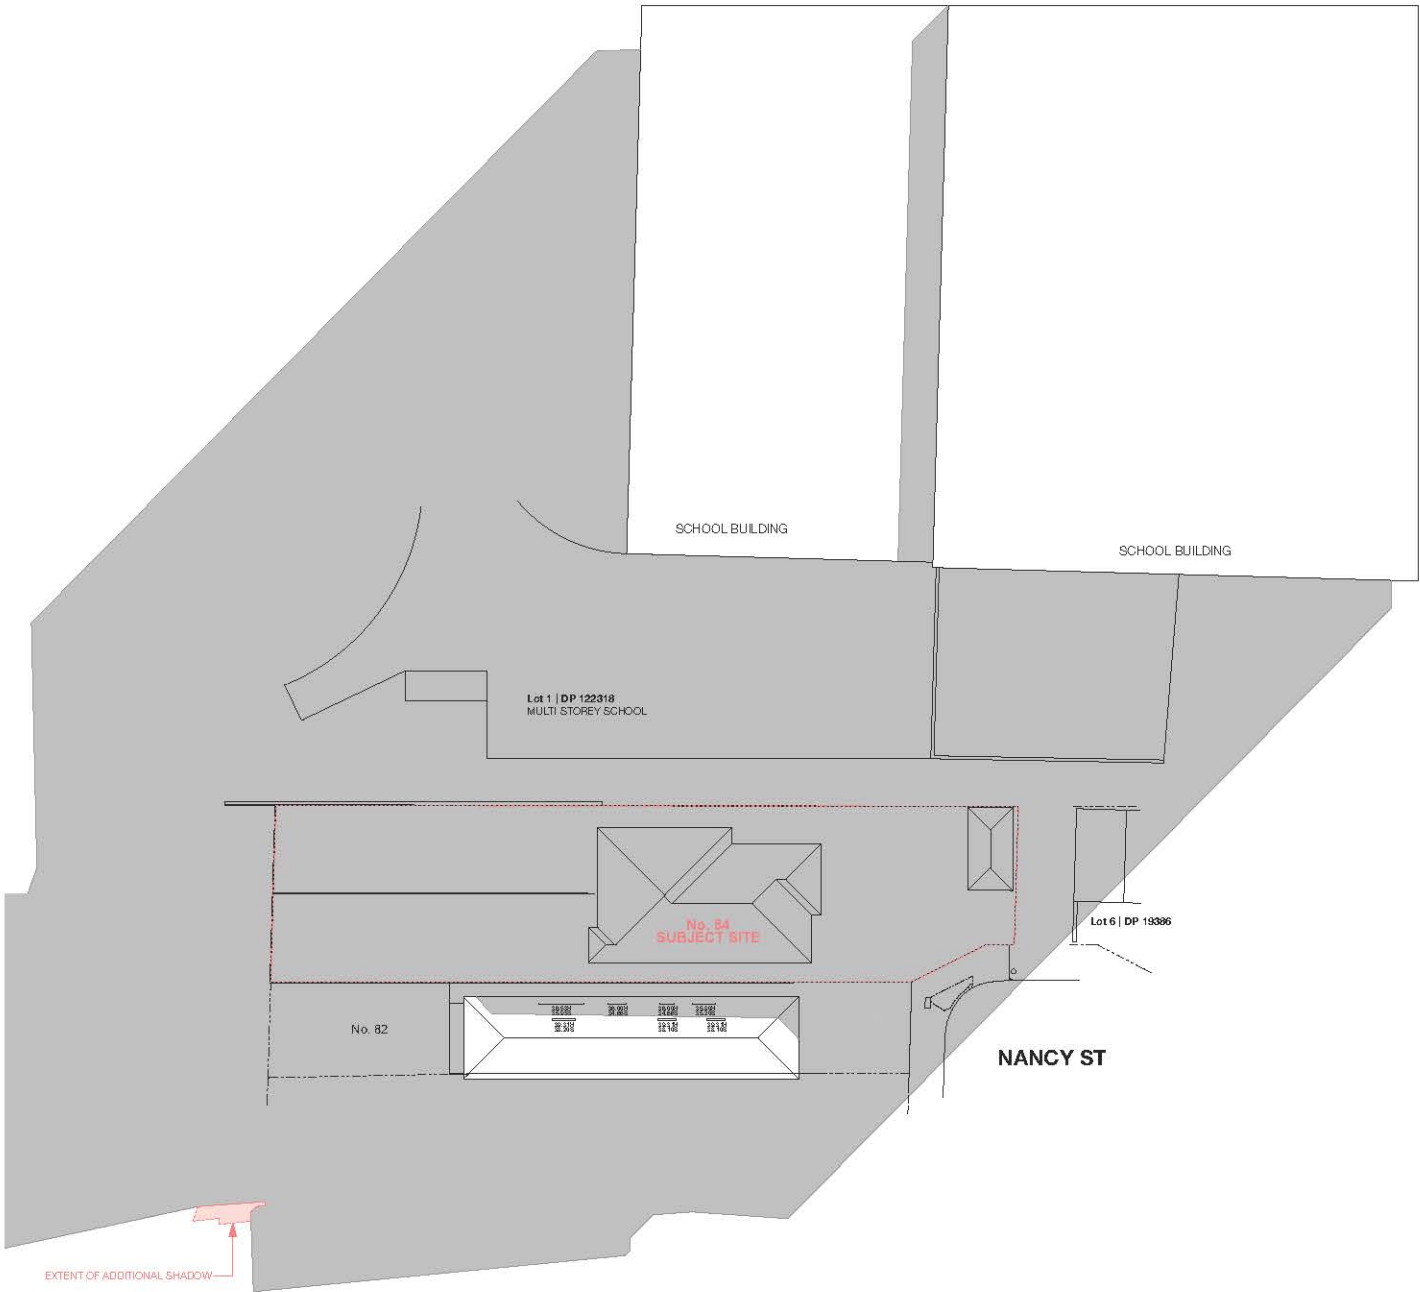 SCHOOL BUILDING
SCHOOL BUILDING
Lot 1 | DP 122318
MULTI STOREY SCHOOL
No. 84
SUBJECT SITE
Lot 6 | DP 19386
No. 82
NANCY ST
EXTENT OF ADDITIONAL SHADOW